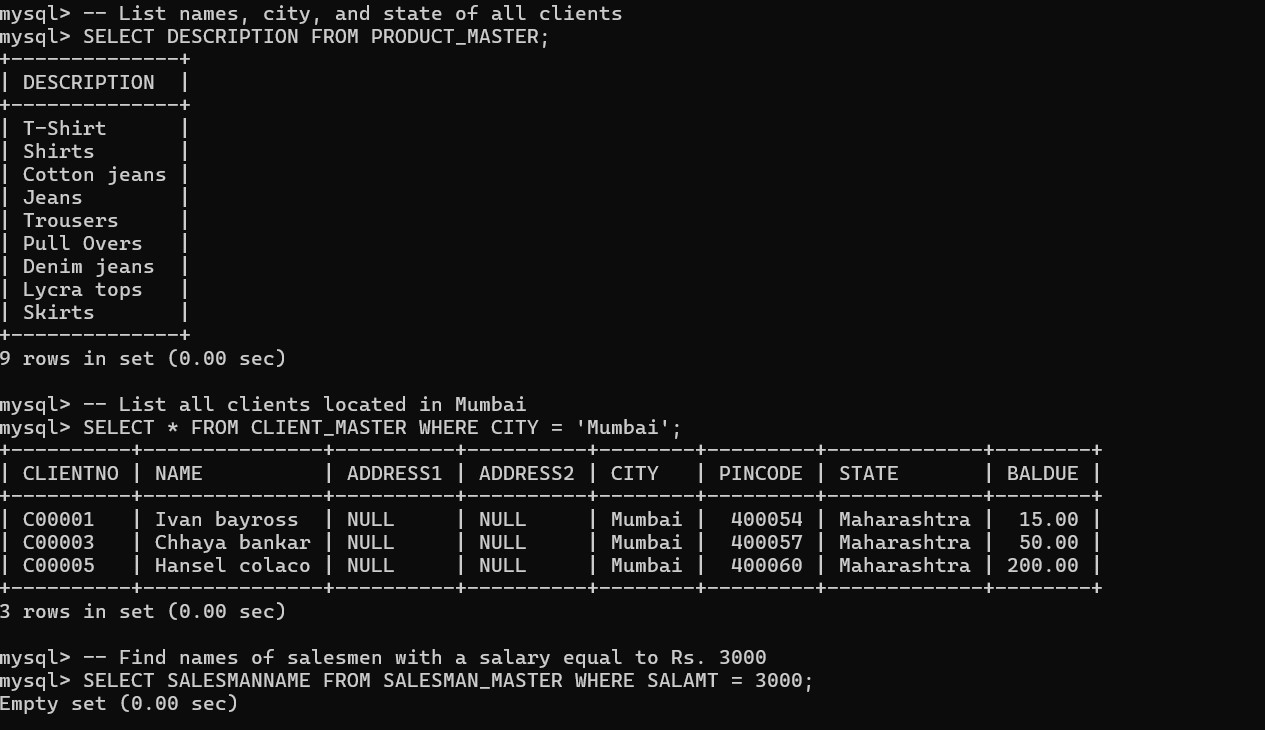 mysql> -- List names, city, and state of all clients
mysql> SELECT DESCRIPTION FROM PRODUCT_MASTER;
+--------------+
| DESCRIPTION  |
+--------------+
| T-Shirt      |
| Shirts       |
| Cotton jeans |
| Jeans        |
| Trousers     |
| Pull Overs   |
| Denim jeans  |
| Lycra tops   |
| Skirts       |
+--------------+
9 rows in set (0.00 sec)

mysql> -- List all clients located in Mumbai
mysql> SELECT * FROM CLIENT_MASTER WHERE CITY = 'Mumbai';
+----------+---------------+----------+----------+--------+---------+-------------+--------+
| CLIENTNO | NAME          | ADDRESS1 | ADDRESS2 | CITY   | PINCODE | STATE       | BALDUE |
+----------+---------------+----------+----------+--------+---------+-------------+--------+
| C00001   | Ivan bayross  | NULL     | NULL     | Mumbai |  400054 | Maharashtra |  15.00 |
| C00003   | Chhaya bankar | NULL     | NULL     | Mumbai |  400057 | Maharashtra |  50.00 |
| C00005   | Hansel colaco | NULL     | NULL     | Mumbai |  400060 | Maharashtra | 200.00 |
+----------+---------------+----------+----------+--------+---------+-------------+--------+
3 rows in set (0.00 sec)

mysql> -- Find names of salesmen with a salary equal to Rs. 3000
mysql> SELECT SALESMANNAME FROM SALESMAN_MASTER WHERE SALAMT = 3000;
Empty set (0.00 sec)